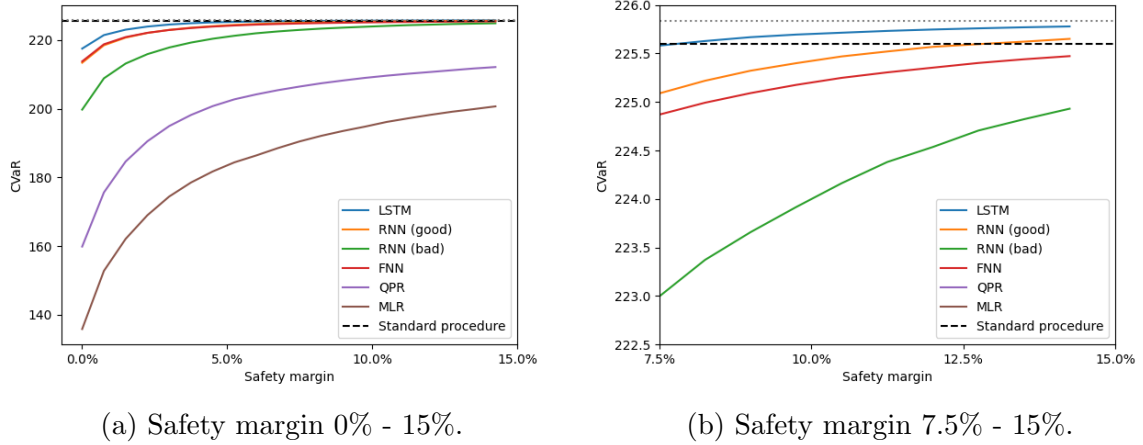 220
200
180
160
140
CVaR
0.0%
5.0%
10.0%
15.0%
Safety margin
LSTM
RNN (good)
RNN (bad)
FNN
QPR
MLR
Standard procedure
(a) Safety margin 0% - 15%.
226.0
225.5
225.0
224.5
224.0
223.5
223.0
222.5
CVaR
7.5%
10.0%
12.5%
15.0%
Safety margin
LSTM
RNN (good)
RNN (bad)
FNN
QPR
MLR
Standard procedure
(b) Safety margin 7.5% - 15%.